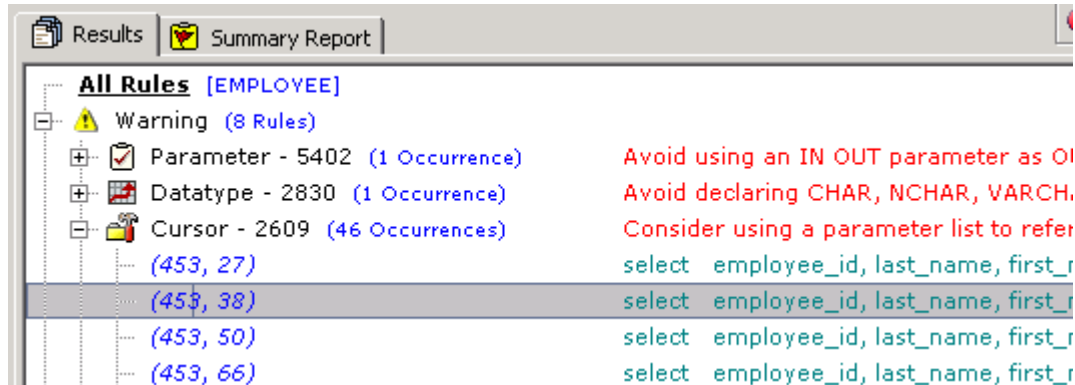 Results Summary Report
All Rules [EMPLOYEE]
Warning (8 Rules)
Parameter - 5402 (1 Occurrence) Avoid using an IN OUT parameter as
Datatype - 2830 (1 Occurrence) Avoid declaring CHAR, NCHAR,
Cursor - 2609 (46 Occurrences) Consider using a parameter list to
(453, 27) select employee_id, last_name,
(453, 38) select employee_id, last_name,
(453, 50) select employee_id, last_name,
(453, 66) select employee_id, last_name,